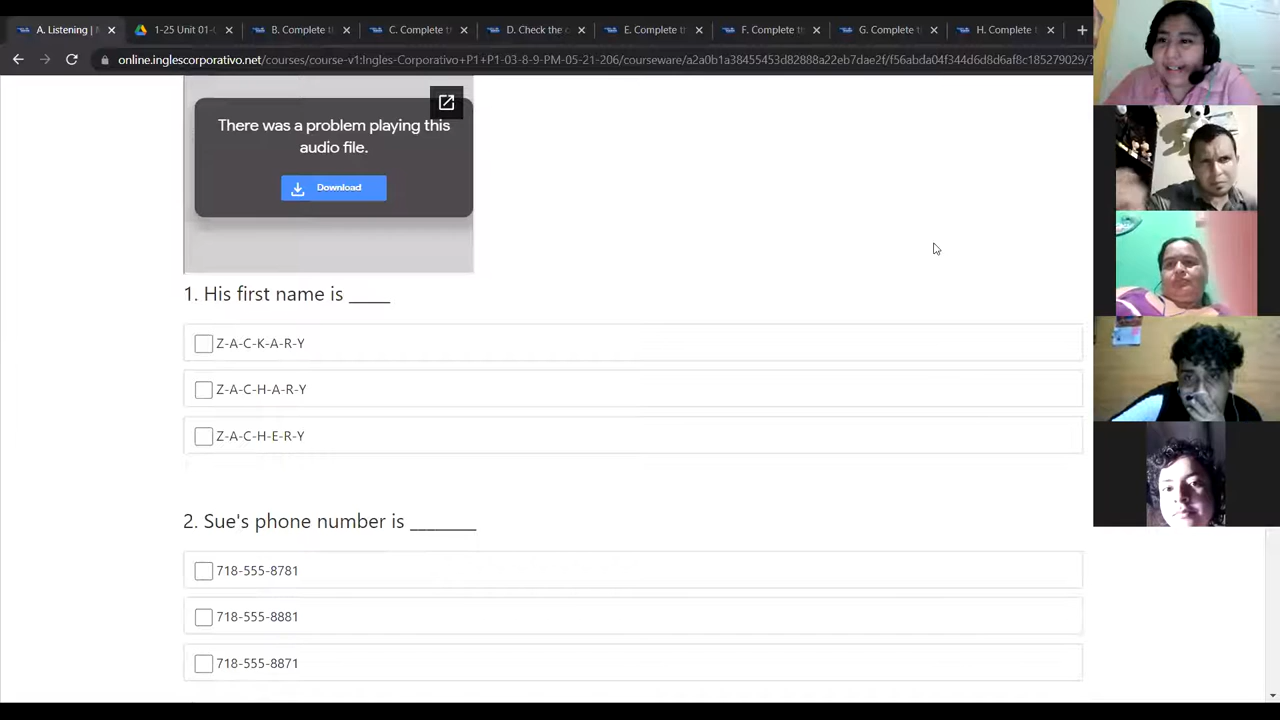 A. Listening |
1-25 Unit 01-
B. Complete th
C. Complete t
D. Check the
E. Complete th
F. Complete th
G. Complete t
H. Complete t
online.inglescorporativo.net/courses/course-v1:Ingles-Corporativo+P1+P1-03-8-9-PM-05-21-206/courseware/a2a0b1a38455453d82888a22eb7dae2f/f56abda04f344d6d8d6af8c185279029/?
There was a problem playing this
audio file.
Download
1. His first name is _____
Z-A-C-K-A-R-Y
Z-A-C-H-A-R-Y
Z-A-C-H-E-R-Y
2. Sue's phone number is ________
718-555-8781
718-555-8881
718-555-8871